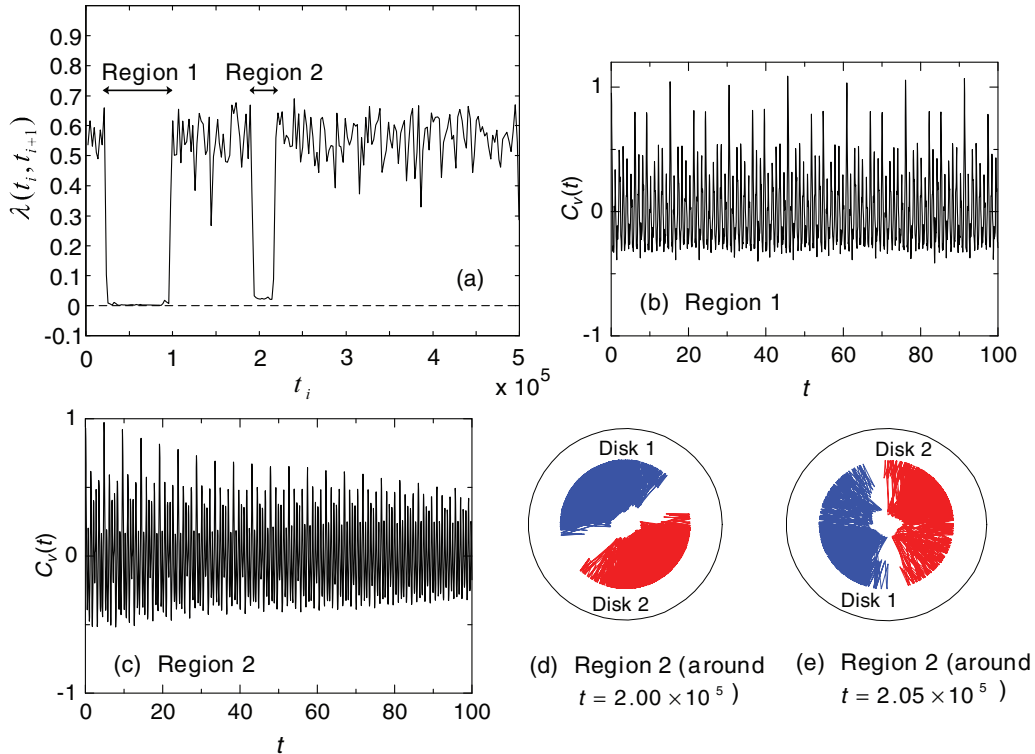 0.9
0.8
0.7
0.6
0.5
0.4
0.3
0.2
0.1
0
-0.1
λ(t_i, t_{i+1})
Region 1
Region 2
(a)
0 1 2 3 4 5
t_i
x 10^5
1
0
-1
C_v(t)
(b) Region 1
0 20 40 60 80 100
t
1
0
-1
C_v(t)
(c) Region 2
0 20 40 60 80 100
t
Disk 1
Disk 2
(d) Region 2 (around
t = 2.00 × 10^5)
Disk 2
Disk 1
(e) Region 2 (around
t = 2.05 × 10^5)